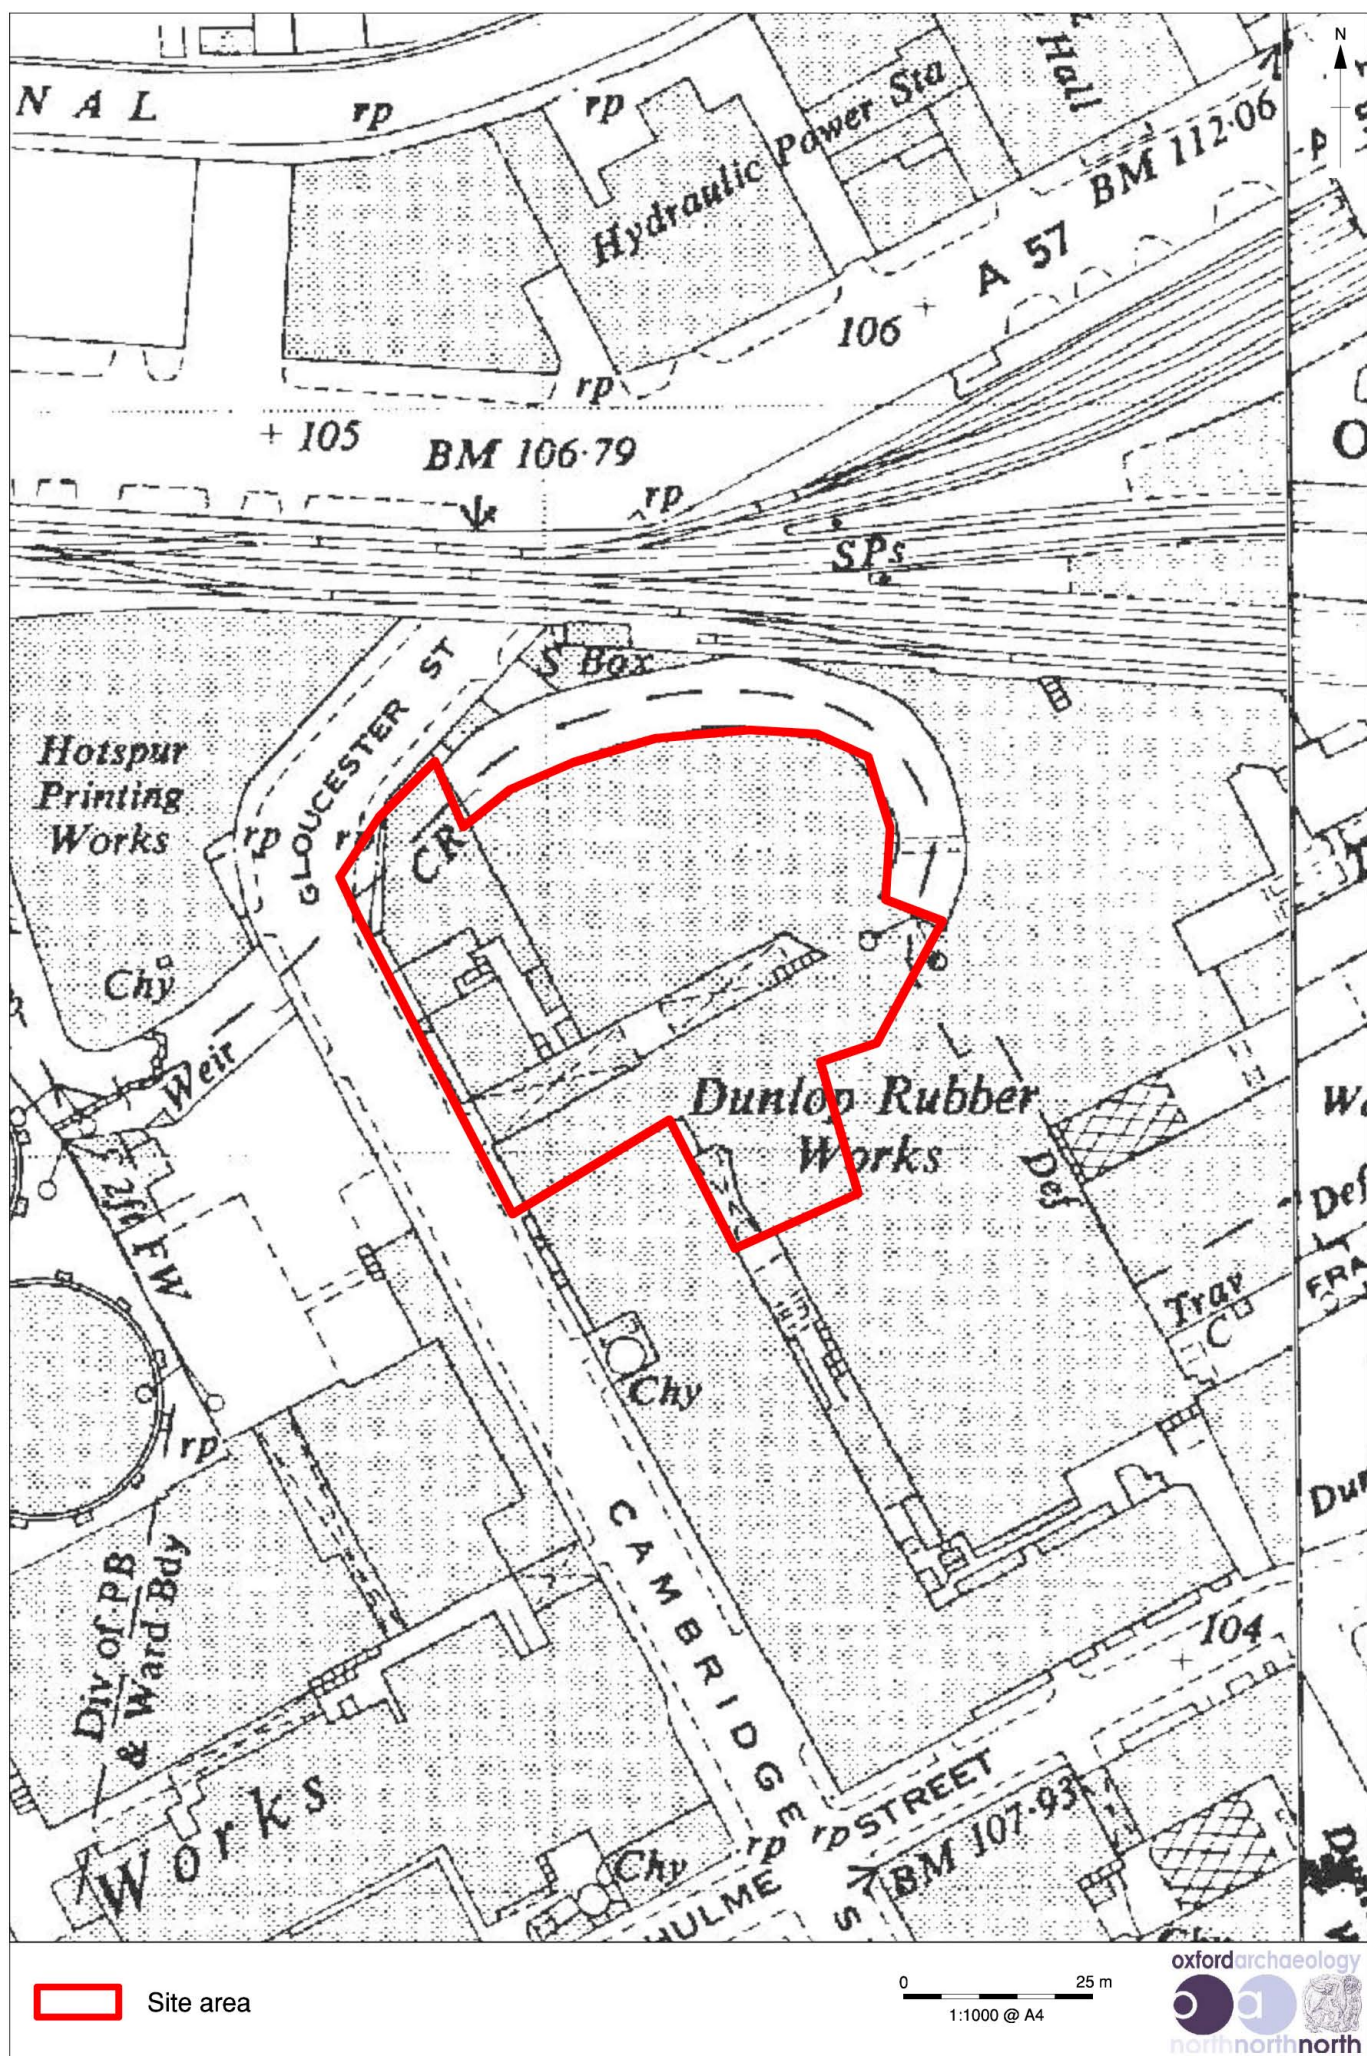 N A L
rp
rp
Hydraulic Power Sta
Hall
N
BM 112·06
A 57
106
rp
+ 105
BM 106·79
rp
SPs
S Box
GLOUCESTER ST
Hotspur
Printing
Works
rp
CR
Chy
Weir
Dunlop Rubber
Works
Def
Def
2ft FW
Trav
C
FRA
Chy
rp
Dun
CAMBRIDGE
Div of PB
& Ward Bdy
104
Works
STREET
rp
rp
BM 107·93
Chy
HULME
S
Site area
0 25 m
1:1000 @ A4
oxfordarchaeology
oa
northnorthnorth